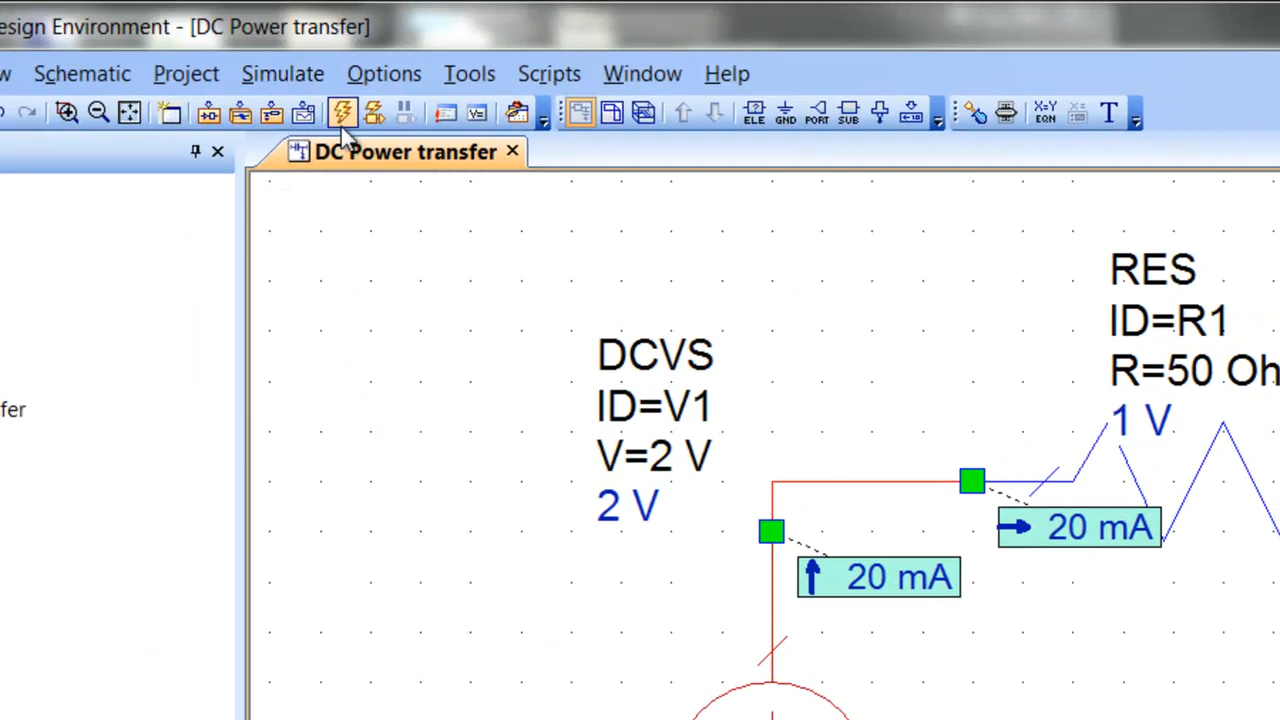 esign Environment - [DC Power transfer]
w Schematic Project Simulate Options Tools Scripts Window Help
V= ELE GND PORT SUB X=Y EQN X= T
DC Power transfer
RES
ID=R1
R=50 Oh
1 V
DCVS
ID=V1
V=2 V
2 V
20 mA
20 mA
fer